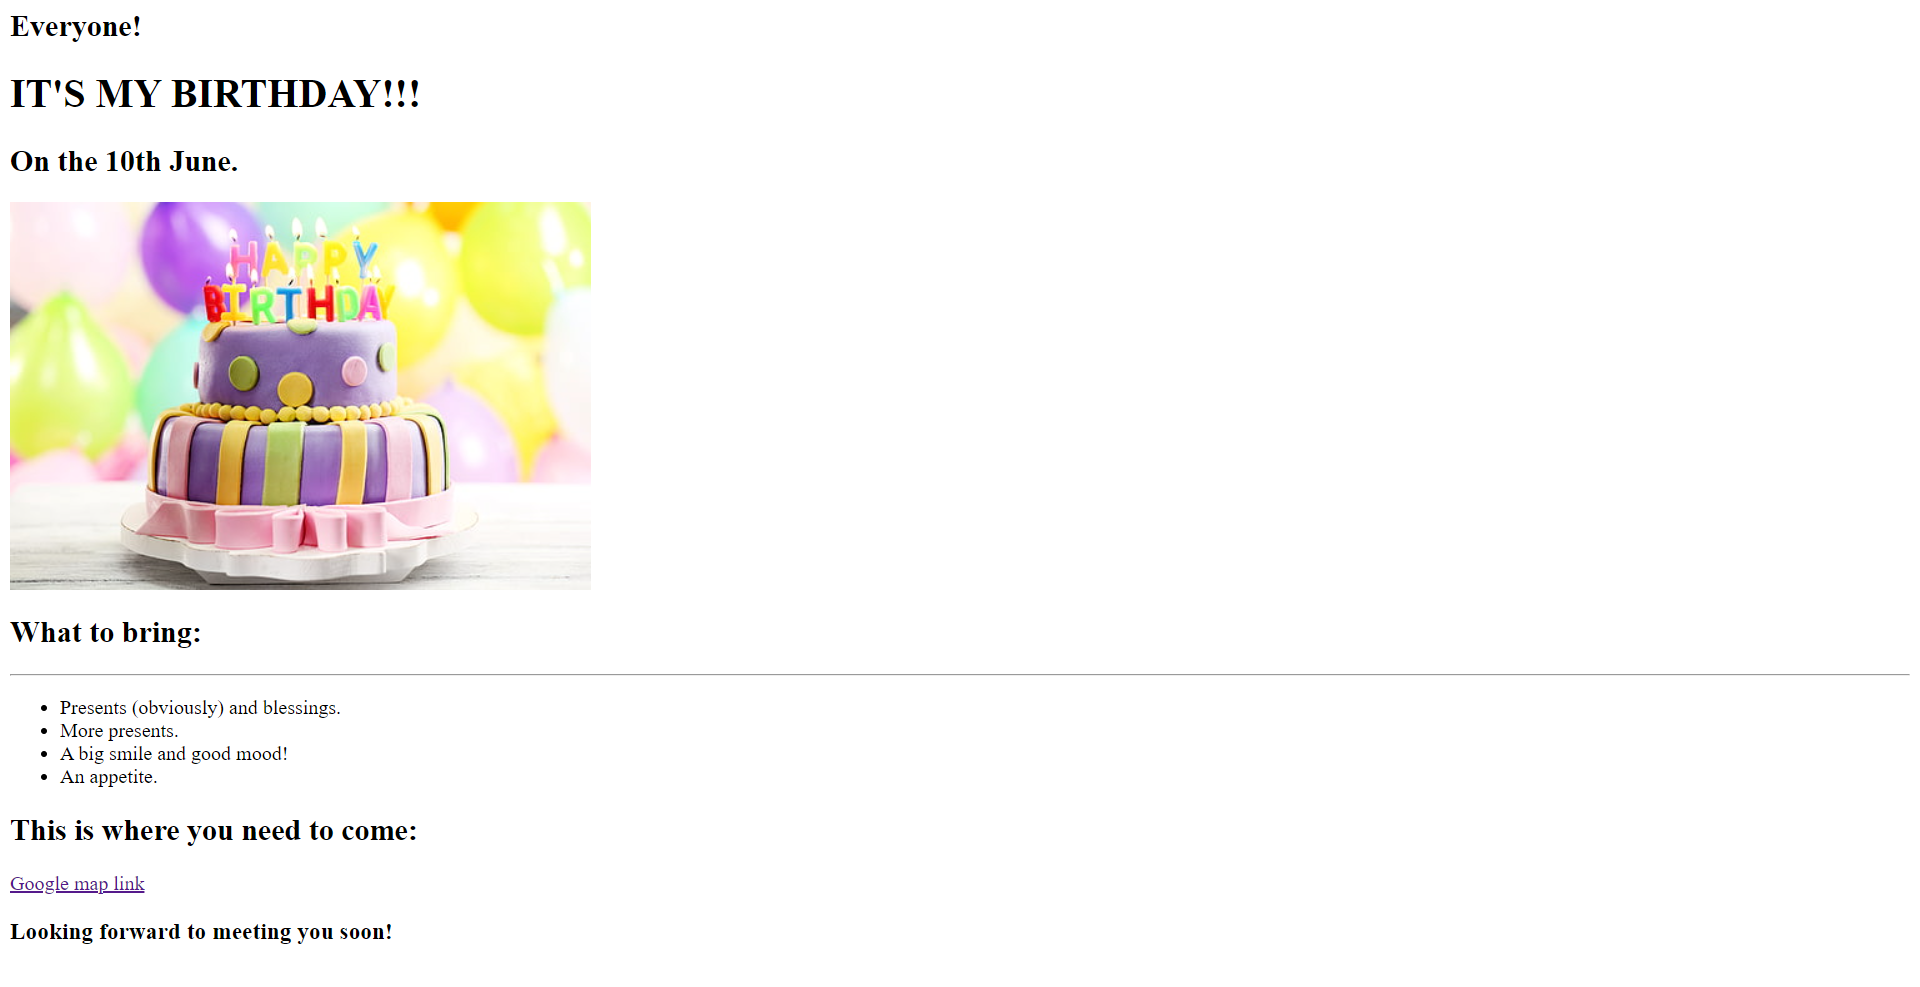 Everyone!
IT'S MY BIRTHDAY!!!
On the 10th June.
HAPPY
BIRTHDAY
What to bring:
Presents (obviously) and blessings.
More presents.
A big smile and good mood!
An appetite.
This is where you need to come:
Google map link
Looking forward to meeting you soon!